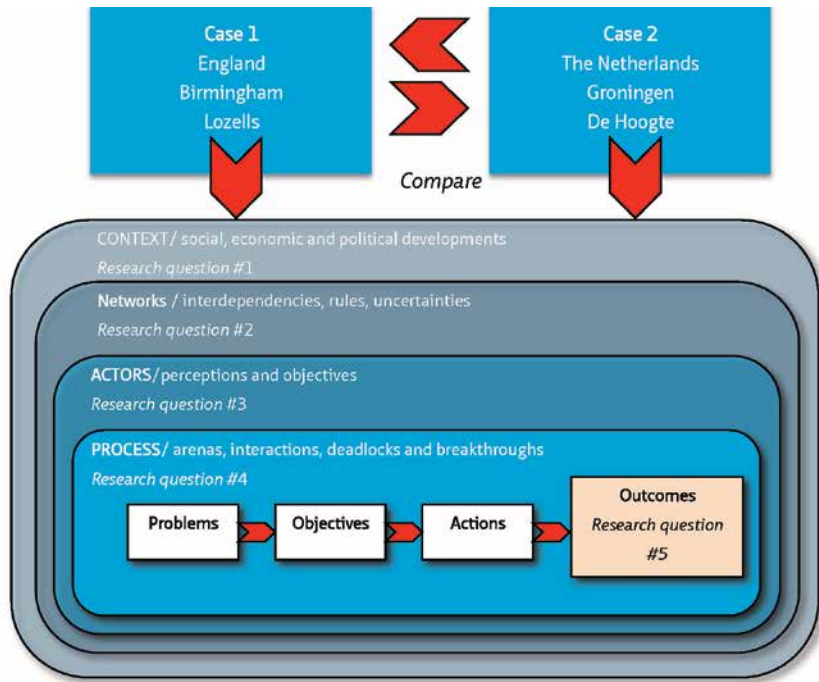 Case 1
England
Birmingham
Lozells
Case 2
The Netherlands
Groningen
De Hoogte
Compare
CONTEXT/ social, economic and political developments
Research question #1
Networks / interdependencies, rules, uncertainties
Research question #2
ACTORS/perceptions and objectives
Research question #3
PROCESS/ arenas, interactions, deadlocks and breakthroughs
Research question #4
Problems
Objectives
Actions
Outcomes
Research question
#5